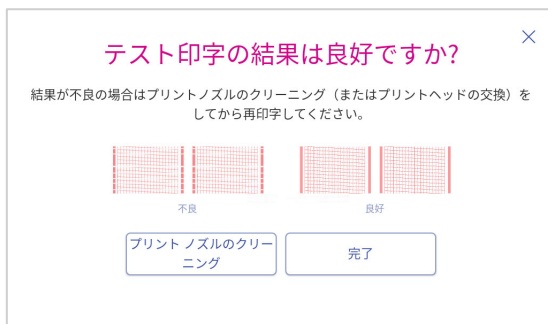 テスト印字の結果は良好ですか?
結果が不良の場合はプリントノズルのクリーニング（またはプリントヘッドの交換）を
してから再印字してください。
不良
良好
プリント ノズルのクリー
ニング
完了